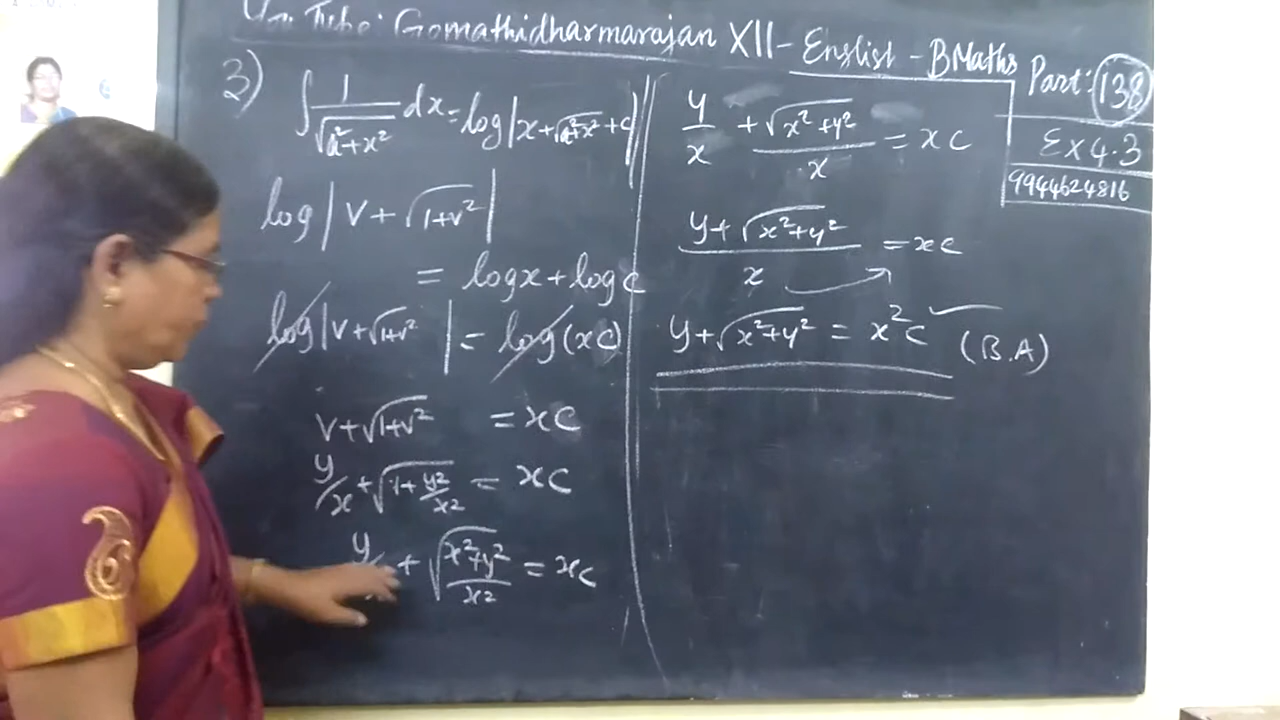 You Tube: Gomathidharmarajan XII - English - B Maths Part: 138
Ex 4.3
9944624816
3)
∫ 1/√(a²+x²) dx = log|x+√(a²+x²)+c|
log|v+√(1+v²)|
= log x + log c
log|v+√(1+v²)| = log(xc)
v+√(1+v²) = xc
y/x + √(1+y²/x²) = xc
y/x + √((x²+y²)/x²) = xc
y/x + √(x²+y²)/x = xc
(y+√(x²+y²))/x = xc
y+√(x²+y²) = x²c (B.A)